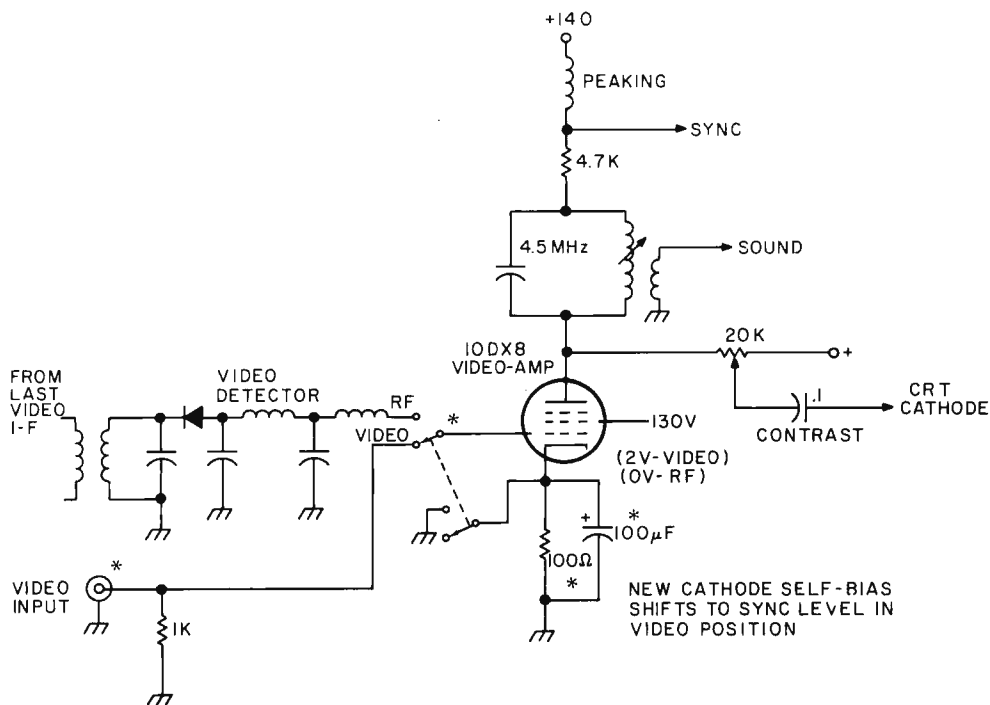 +140
PEAKING
SYNC
4.7K
4.5MHz
SOUND
10DX8
VIDEO-AMP
20K
+
FROM
LAST
VIDEO
I-F
VIDEO
DETECTOR
RF
VIDEO
*
130V
.1
CRT
CATHODE
CONTRAST
(2V-VIDEO)
(0V-RF)
+
*
100µF
100Ω
*
VIDEO
INPUT
*
1K
NEW CATHODE SELF-BIAS
SHIFTS TO SYNC LEVEL IN
VIDEO POSITION